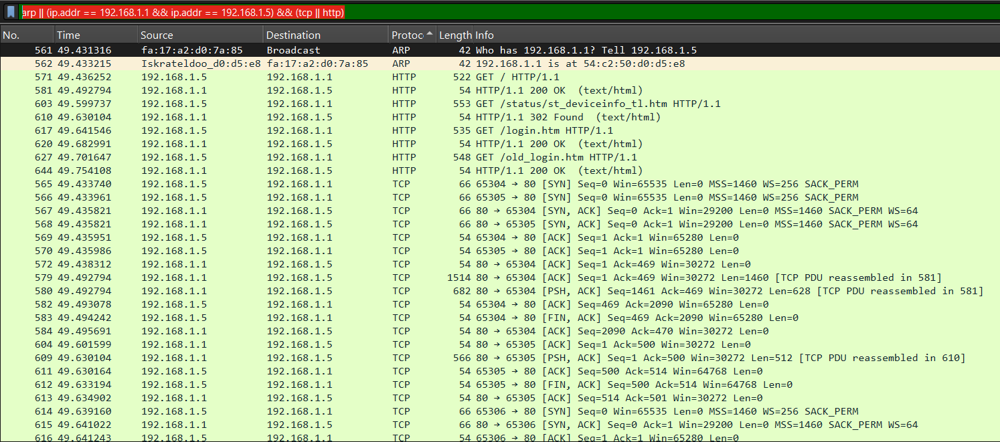 arp || (ip.addr == 192.168.1.1 && ip.addr == 192.168.1.5) && (tcp || http)
No. Time Source Destination Protoc Length Info
561 49.431316 fa:17:a2:d0:7a:85 Broadcast ARP 42 Who has 192.168.1.1? Tell 192.168.1.5
562 49.433215 Iskrateldoo_d0:d5:e8 fa:17:a2:d0:7a:85 ARP 42 192.168.1.1 is at 54:c2:50:d0:d5:e8
571 49.436252 192.168.1.5 192.168.1.1 HTTP 522 GET / HTTP/1.1
581 49.492794 192.168.1.1 192.168.1.5 HTTP 54 HTTP/1.1 200 OK (text/html)
603 49.599737 192.168.1.5 192.168.1.1 HTTP 553 GET /status/st_deviceinfo_tl.htm HTTP/1.1
610 49.630104 192.168.1.1 192.168.1.5 HTTP 54 HTTP/1.1 302 Found (text/html)
617 49.641546 192.168.1.5 192.168.1.1 HTTP 535 GET /login.htm HTTP/1.1
620 49.682991 192.168.1.1 192.168.1.5 HTTP 54 HTTP/1.1 200 OK (text/html)
627 49.701647 192.168.1.5 192.168.1.1 HTTP 548 GET /old_login.htm HTTP/1.1
644 49.754108 192.168.1.1 192.168.1.5 HTTP 54 HTTP/1.1 200 OK (text/html)
565 49.433740 192.168.1.5 192.168.1.1 TCP 66 65304 → 80 [SYN] Seq=0 Win=65535 Len=0 MSS=1460 WS=256 SACK_PERM
566 49.433961 192.168.1.5 192.168.1.1 TCP 66 65305 → 80 [SYN] Seq=0 Win=65535 Len=0 MSS=1460 WS=256 SACK_PERM
567 49.435821 192.168.1.1 192.168.1.5 TCP 66 80 → 65304 [SYN, ACK] Seq=0 Ack=1 Win=29200 Len=0 MSS=1460 SACK_PERM WS=64
568 49.435821 192.168.1.1 192.168.1.5 TCP 66 80 → 65305 [SYN, ACK] Seq=0 Ack=1 Win=29200 Len=0 MSS=1460 SACK_PERM WS=64
569 49.435951 192.168.1.5 192.168.1.1 TCP 54 65304 → 80 [ACK] Seq=1 Ack=1 Win=65280 Len=0
570 49.435986 192.168.1.5 192.168.1.1 TCP 54 65305 → 80 [ACK] Seq=1 Ack=1 Win=65280 Len=0
572 49.438312 192.168.1.1 192.168.1.5 TCP 54 80 → 65304 [ACK] Seq=1 Ack=469 Win=30272 Len=0
579 49.492794 192.168.1.1 192.168.1.5 TCP 1514 80 → 65304 [ACK] Seq=1 Ack=469 Win=30272 Len=1460 [TCP PDU reassembled in 581]
580 49.492794 192.168.1.1 192.168.1.5 TCP 682 80 → 65304 [PSH, ACK] Seq=1461 Ack=469 Win=30272 Len=628 [TCP PDU reassembled in 581]
582 49.493078 192.168.1.5 192.168.1.1 TCP 54 65304 → 80 [ACK] Seq=469 Ack=2090 Win=65280 Len=0
583 49.494242 192.168.1.5 192.168.1.1 TCP 54 65304 → 80 [FIN, ACK] Seq=469 Ack=2090 Win=65280 Len=0
584 49.495691 192.168.1.1 192.168.1.5 TCP 54 80 → 65304 [ACK] Seq=2090 Ack=470 Win=30272 Len=0
604 49.601599 192.168.1.1 192.168.1.5 TCP 54 80 → 65305 [ACK] Seq=1 Ack=500 Win=30272 Len=0
609 49.630104 192.168.1.1 192.168.1.5 TCP 566 80 → 65305 [PSH, ACK] Seq=1 Ack=500 Win=30272 Len=512 [TCP PDU reassembled in 610]
611 49.630164 192.168.1.5 192.168.1.1 TCP 54 65305 → 80 [ACK] Seq=500 Ack=514 Win=64768 Len=0
612 49.633194 192.168.1.5 192.168.1.1 TCP 54 65305 → 80 [FIN, ACK] Seq=500 Ack=514 Win=64768 Len=0
613 49.634902 192.168.1.1 192.168.1.5 TCP 54 80 → 65305 [ACK] Seq=514 Ack=501 Win=30272 Len=0
614 49.639160 192.168.1.5 192.168.1.1 TCP 66 65306 → 80 [SYN] Seq=0 Win=65535 Len=0 MSS=1460 WS=256 SACK_PERM
615 49.641022 192.168.1.1 192.168.1.5 TCP 66 80 → 65306 [SYN, ACK] Seq=0 Ack=1 Win=29200 Len=0 MSS=1460 SACK_PERM WS=64
616 49.641243 192.168.1.5 192.168.1.1 TCP 54 65306 → 80 [ACK] Seq=1 Ack=1 Win=65280 Len=0